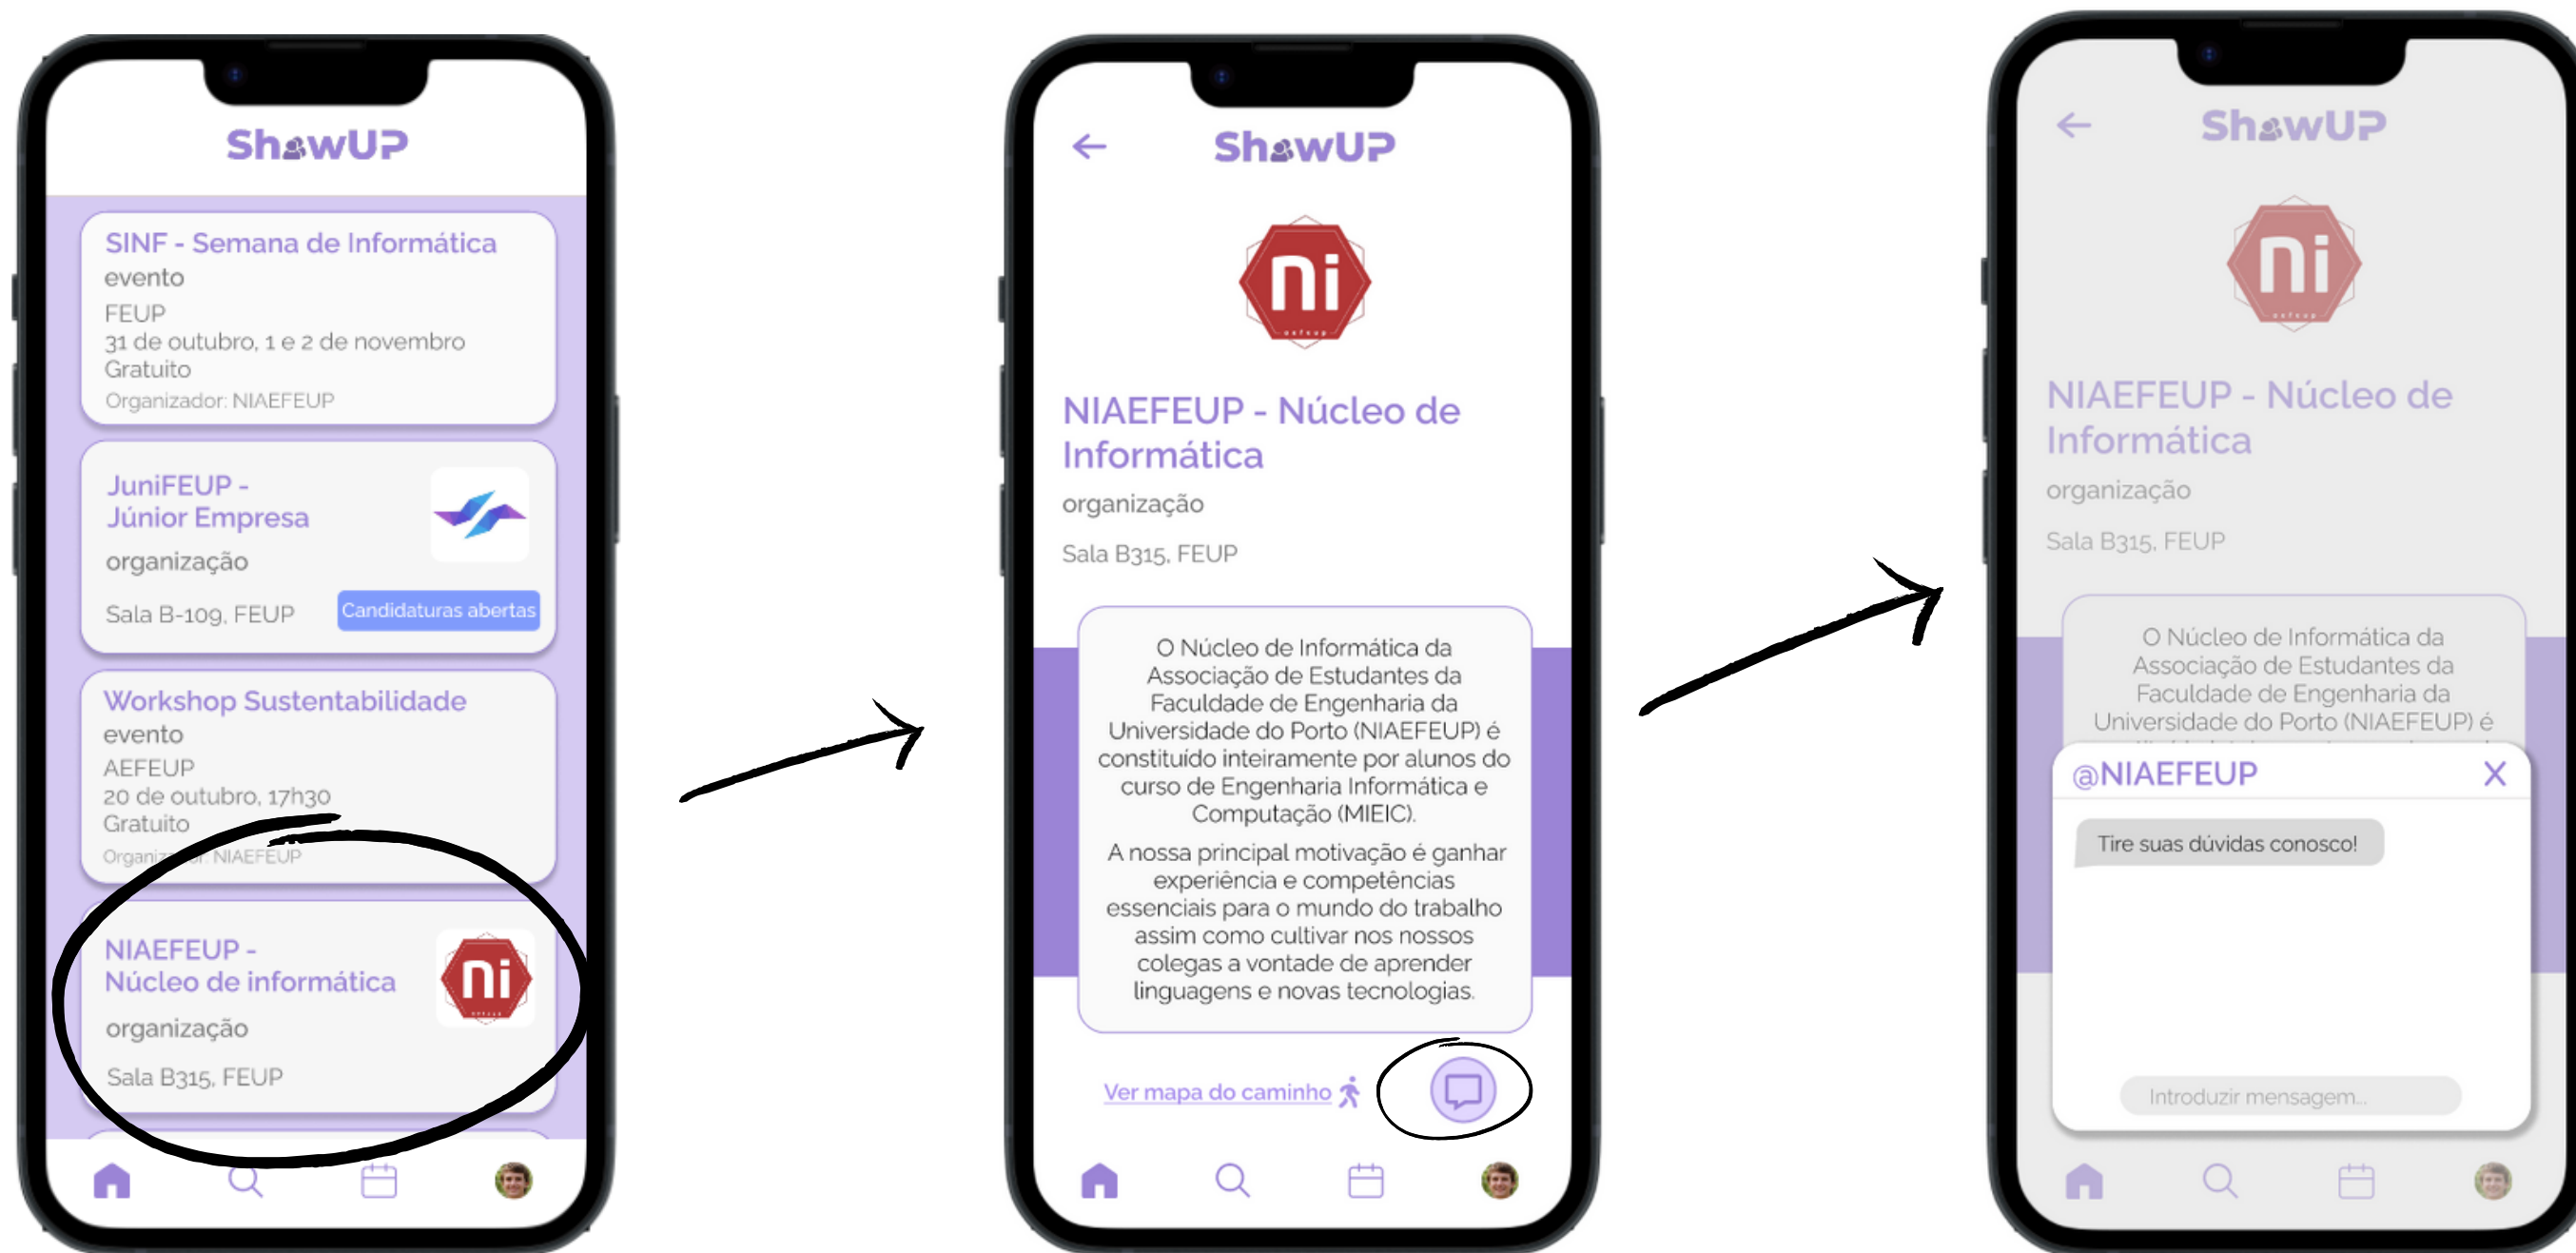 ShowUP
SINF - Semana de Informática
evento
FEUP
31 de outubro, 1 e 2 de novembro
Gratuito
Organizador: NIAEFEUP
JuniFEUP -
Júnior Empresa
organização
Sala B-109, FEUP
Candidaturas abertas
Workshop Sustentabilidade
evento
AEFEUP
20 de outubro, 17h30
Gratuito
Organizador: NIAEFEUP
NIAEFEUP -
Núcleo de informática
ni
organização
Sala B315, FEUP
ShowUP
ni
aefeup
NIAEFEUP - Núcleo de
Informática
organização
Sala B315, FEUP
O Núcleo de Informática da
Associação de Estudantes da
Faculdade de Engenharia da
Universidade do Porto (NIAEFEUP) é
constituído inteiramente por alunos do
curso de Engenharia Informática e
Computação (MIEIC).
A nossa principal motivação é ganhar
experiência e competências
essenciais para o mundo do trabalho
assim como cultivar nos nossos
colegas a vontade de aprender
linguagens e novas tecnologias.
Ver mapa do caminho
ShowUP
ni
aefeup
NIAEFEUP - Núcleo de
Informática
organização
Sala B315, FEUP
O Núcleo de Informática da
Associação de Estudantes da
Faculdade de Engenharia da
Universidade do Porto (NIAEFEUP) é
@NIAEFEUP
X
Tire suas dúvidas conosco!
Introduzir mensagem...